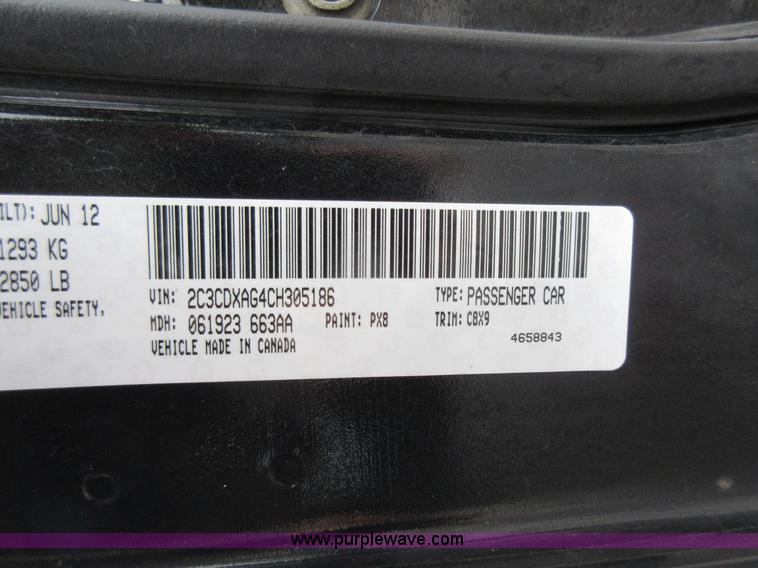 ILT): JUN 12
1293 KG
2850 LB
VEHICLE SAFETY,
VIN: 2C3CDXAG4CH305186 TYPE: PASSENGER CAR
MDH: 061923 663AA PAINT: PX8 TRIM: C8X9
VEHICLE MADE IN CANADA 4658843
www.purplewave.com